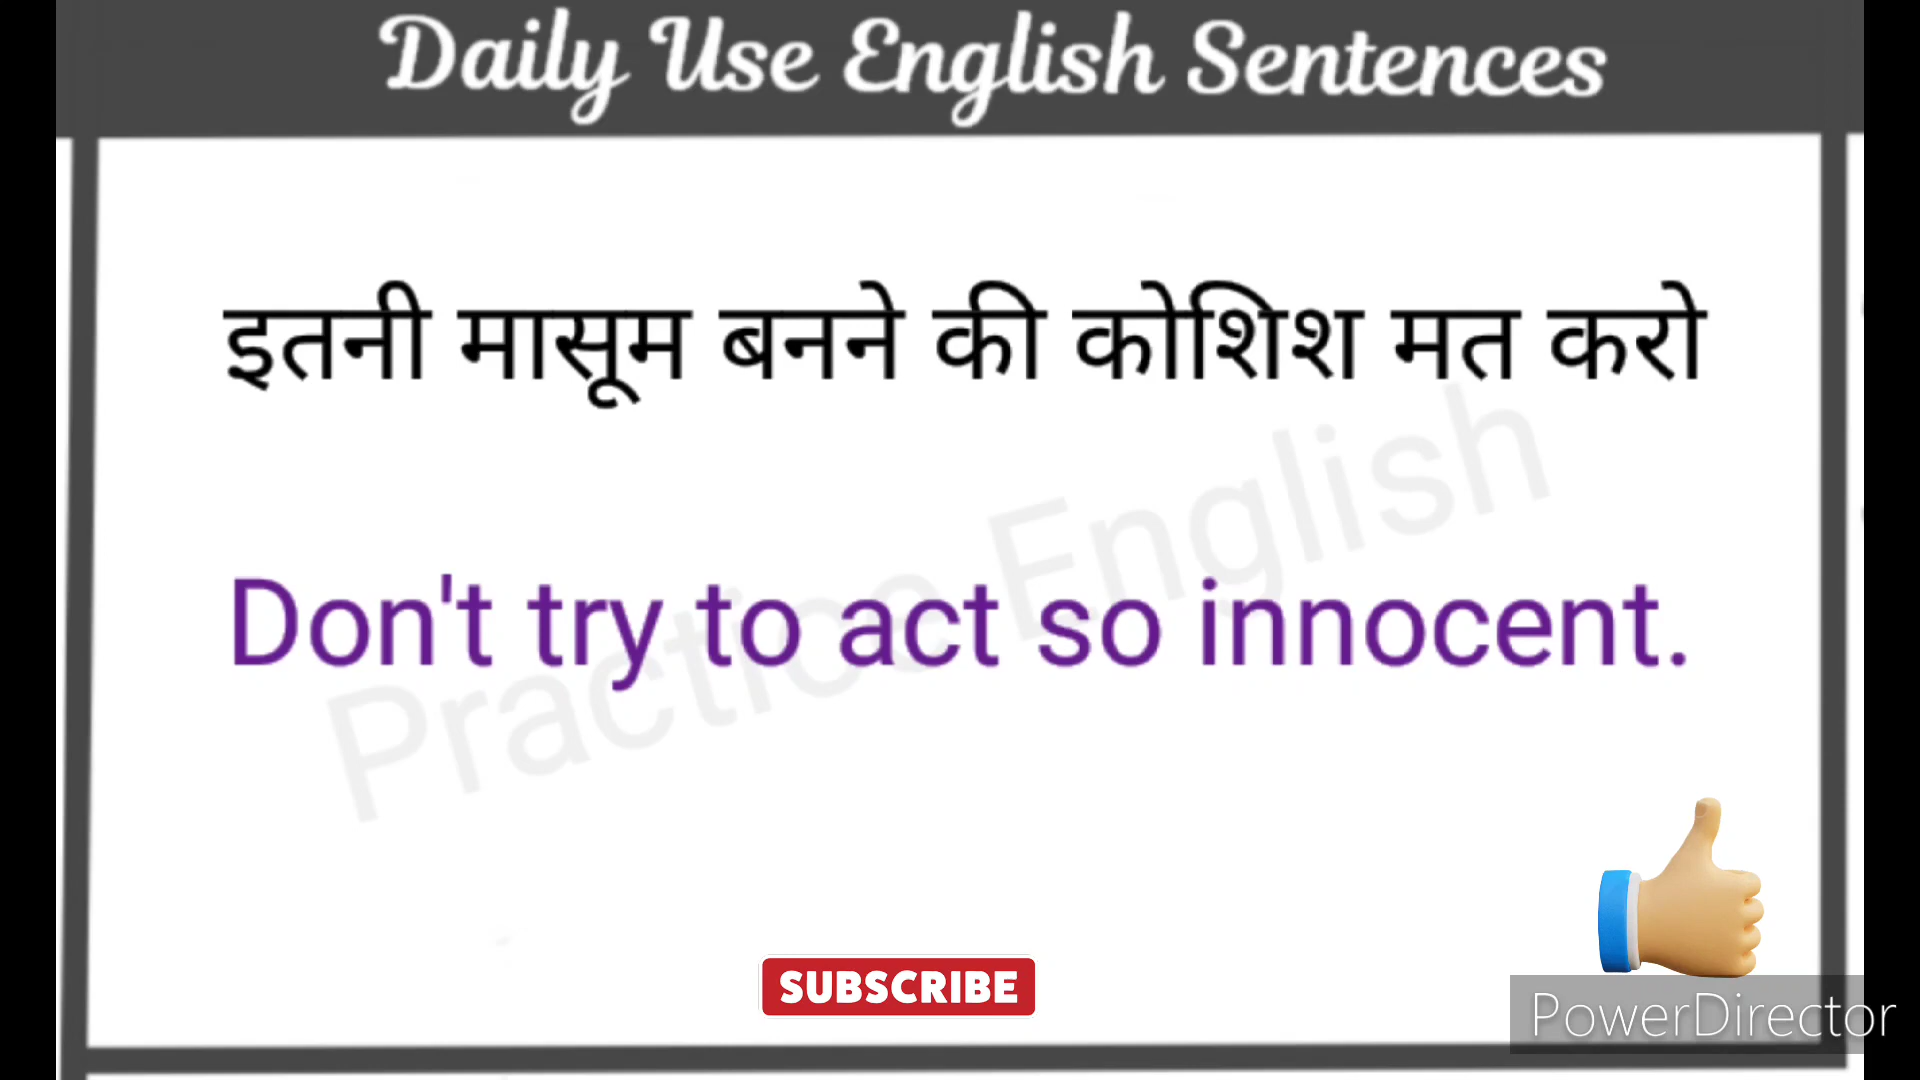 Daily Use English Sentences
इतनी मासूम बनने की कोशिश मत करो
Don't try to act so innocent.
Practice English
SUBSCRIBE
PowerDirector